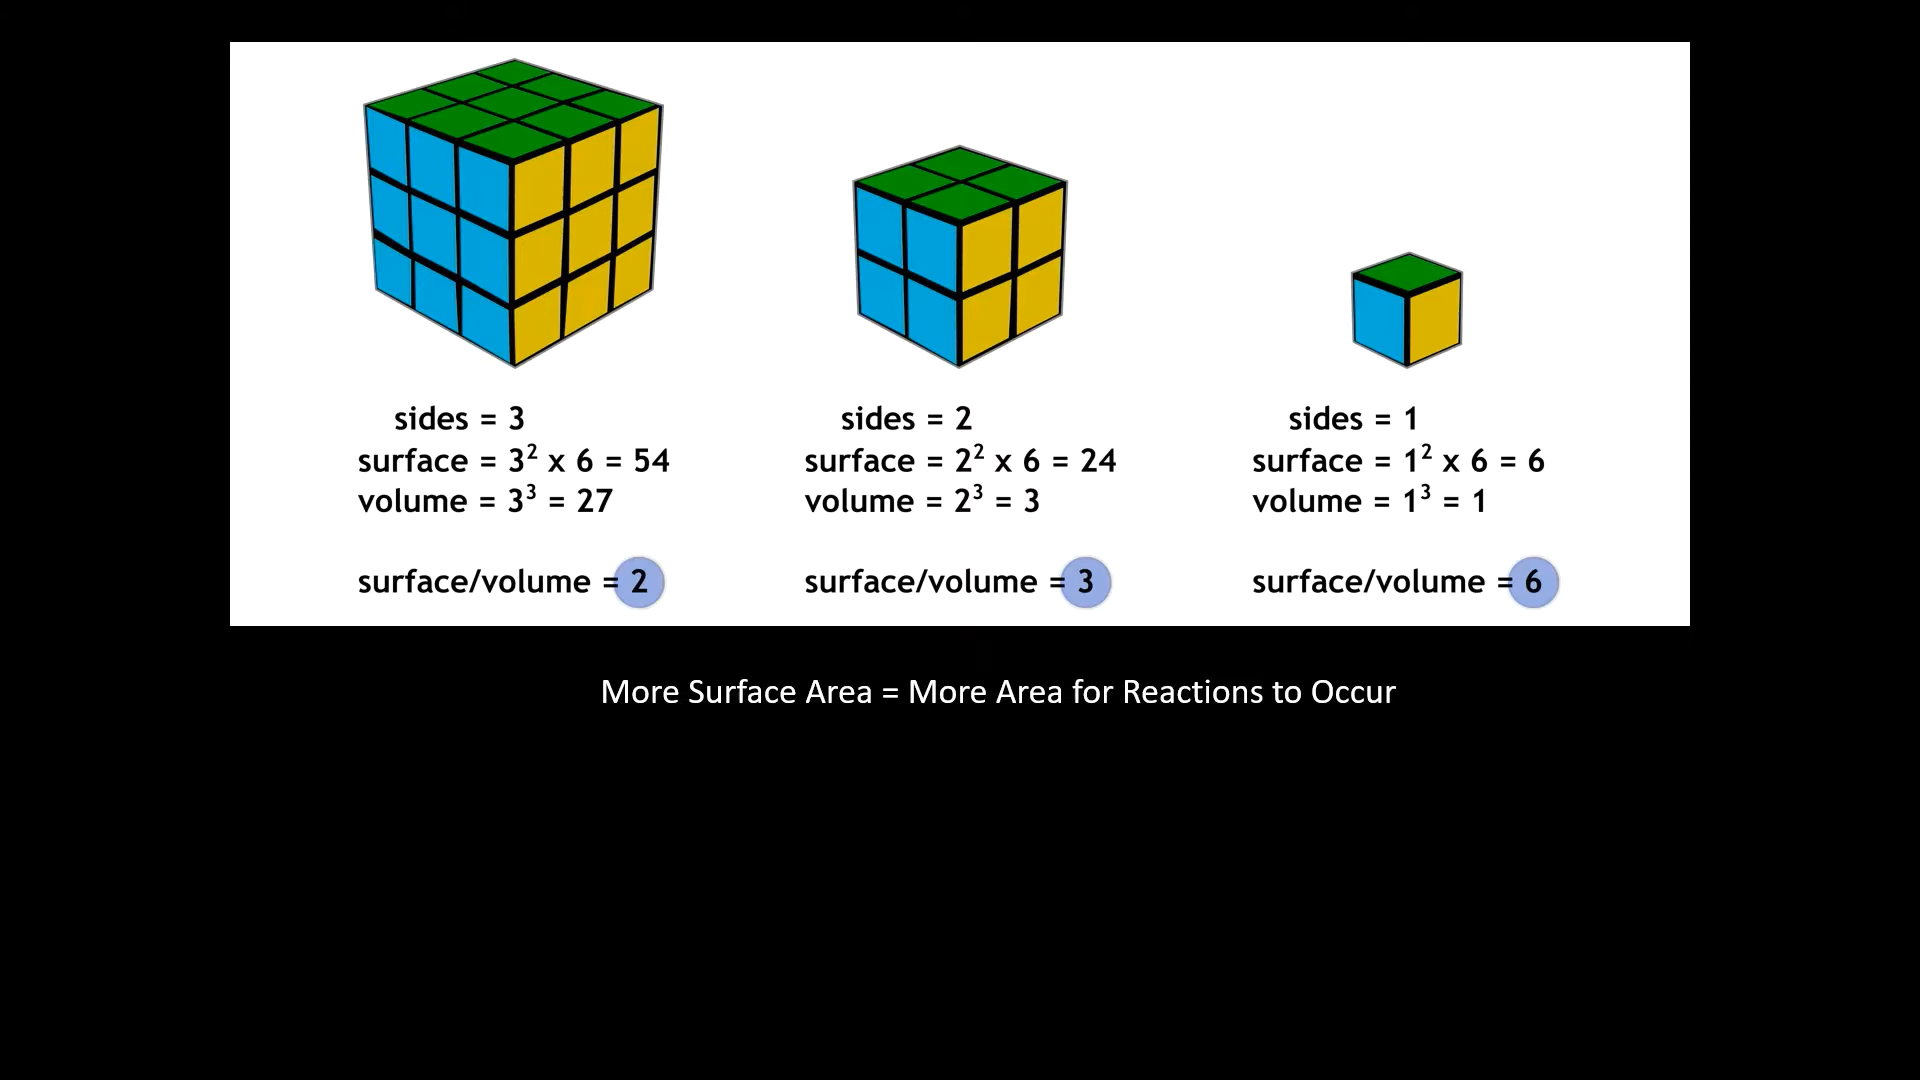 sides = 3
surface = 3² x 6 = 54
volume = 3³ = 27
surface/volume = 2
sides = 2
surface = 2² x 6 = 24
volume = 2³ = 3
surface/volume = 3
sides = 1
surface = 1² x 6 = 6
volume = 1³ = 1
surface/volume = 6
More Surface Area = More Area for Reactions to Occur